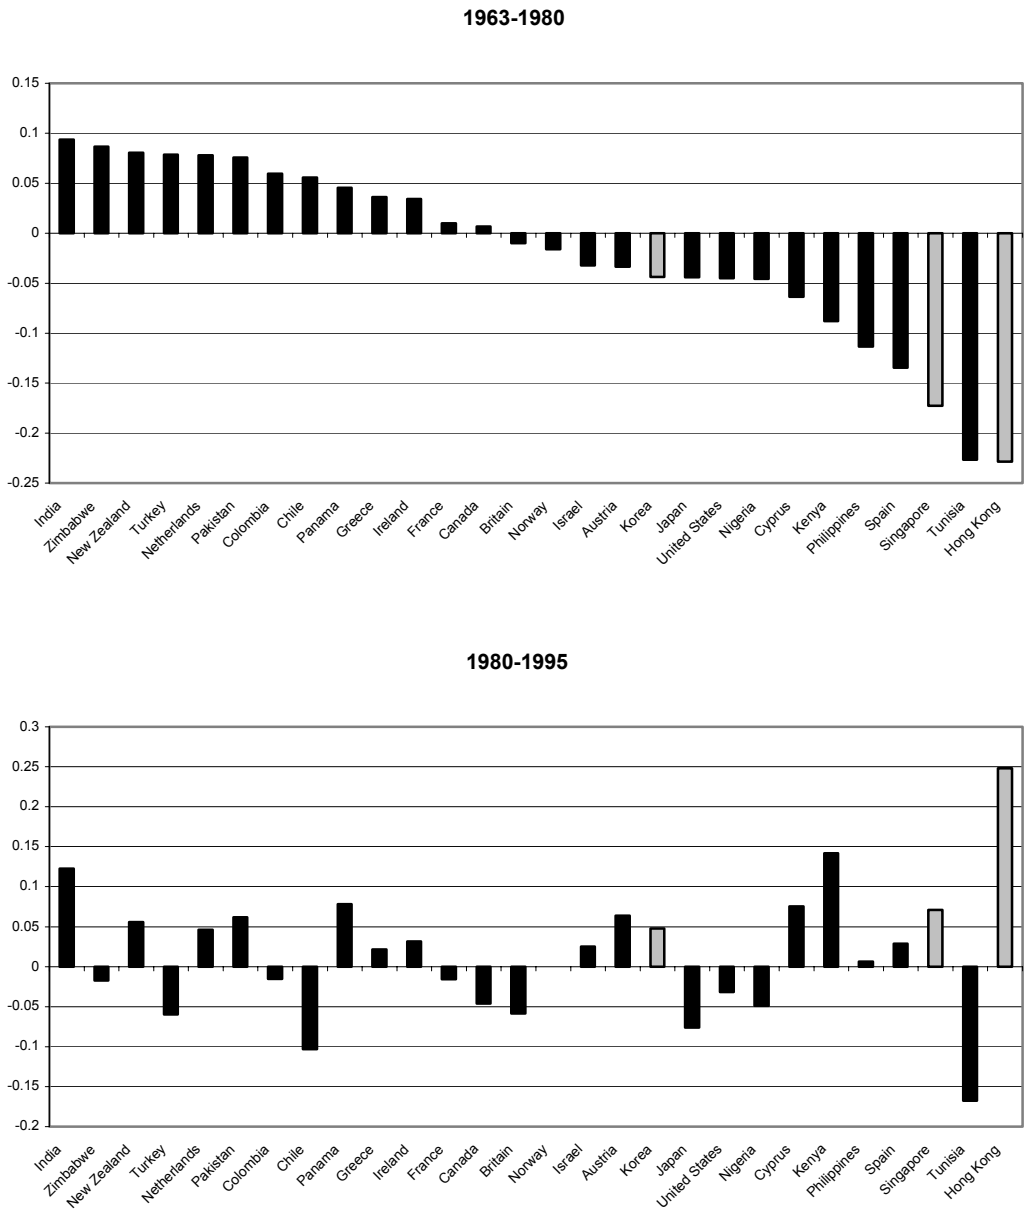 1963-1980
0.15
0.1
0.05
0
-0.05
-0.1
-0.15
-0.2
-0.25
India
Zimbabwe
New Zealand
Turkey
Netherlands
Pakistan
Colombia
Chile
Panama
Greece
Ireland
France
Canada
Britain
Norway
Israel
Austria
Korea
Japan
United States
Nigeria
Cyprus
Kenya
Philippines
Spain
Singapore
Tunisia
Hong Kong
1980-1995
0.3
0.25
0.2
0.15
0.1
0.05
0
-0.05
-0.1
-0.15
-0.2
India
Zimbabwe
New Zealand
Turkey
Netherlands
Pakistan
Colombia
Chile
Panama
Greece
Ireland
France
Canada
Britain
Norway
Israel
Austria
Korea
Japan
United States
Nigeria
Cyprus
Kenya
Philippines
Spain
Singapore
Tunisia
Hong Kong